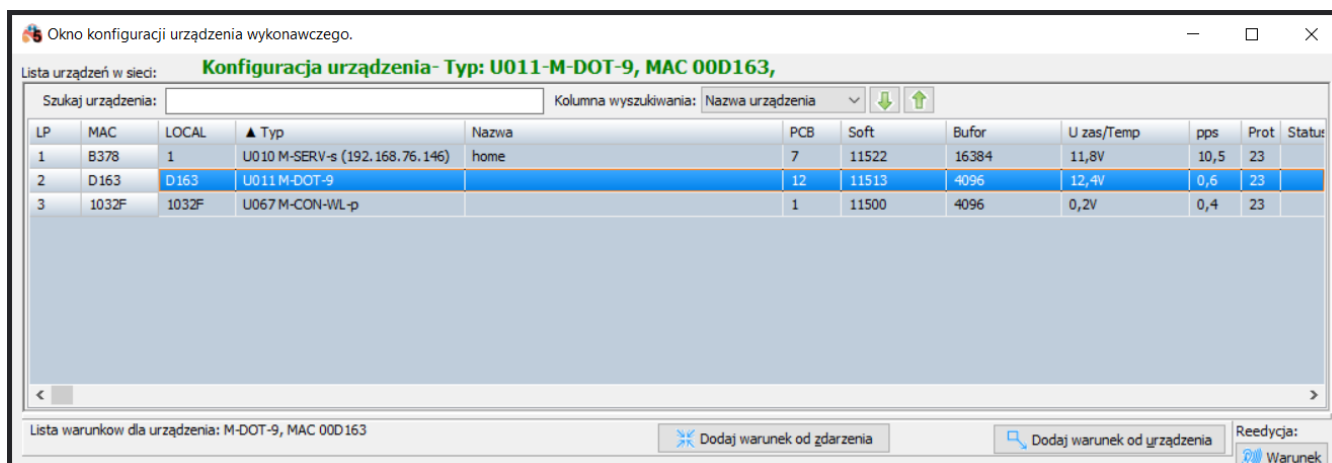 Okno konfiguracji urządzenia wykonawczego.
Lista urządzeń w sieci: Konfiguracja urządzenia- Typ: U011-M-DOT-9, MAC 00D163,
Szukaj urządzenia: Kolumna wyszukiwania: Nazwa urządzenia
LP MAC LOCAL ▲ Typ Nazwa PCB Soft Bufor U zas/Temp pps Prot Status
1 B378 1 U010 M-SERV-s (192.168.76.146) home 7 11522 16384 11,8V 10,5 23
2 D163 D163 U011 M-DOT-9 12 11513 4096 12,4V 0,6 23
3 1032F 1032F U067 M-CON-WL-p 1 11500 4096 0,2V 0,4 23
Lista warunkow dla urządzenia: M-DOT-9, MAC 00D163 Dodaj warunek od zdarzenia Dodaj warunek od urządzenia Reedycja:
Warunek